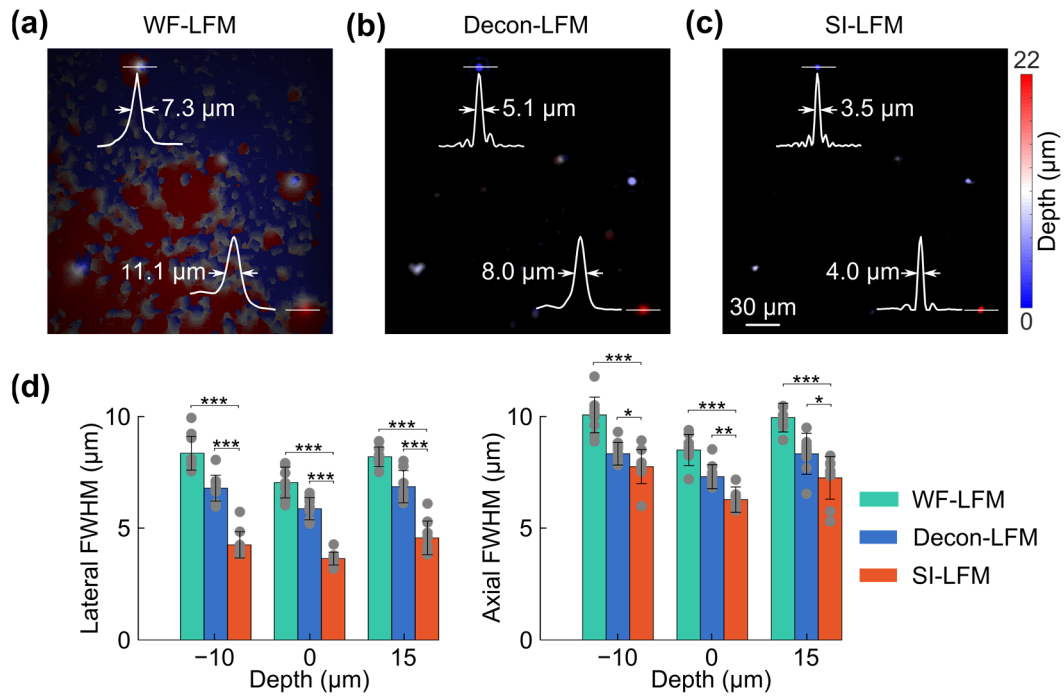 (a) WF-LFM
(b) Decon-LFM
(c) SI-LFM
22
7.3 µm
5.1 µm
3.5 µm
Depth (µm)
11.1 µm
8.0 µm
4.0 µm
30 µm
0
(d)
10
5
0
Lateral FWHM (µm)
*** *** *** *** *** ***
−10 0 15
Depth (µm)
10
5
0
Axial FWHM (µm)
*** * *** ** *** *
−10 0 15
Depth (µm)
WF-LFM
Decon-LFM
SI-LFM